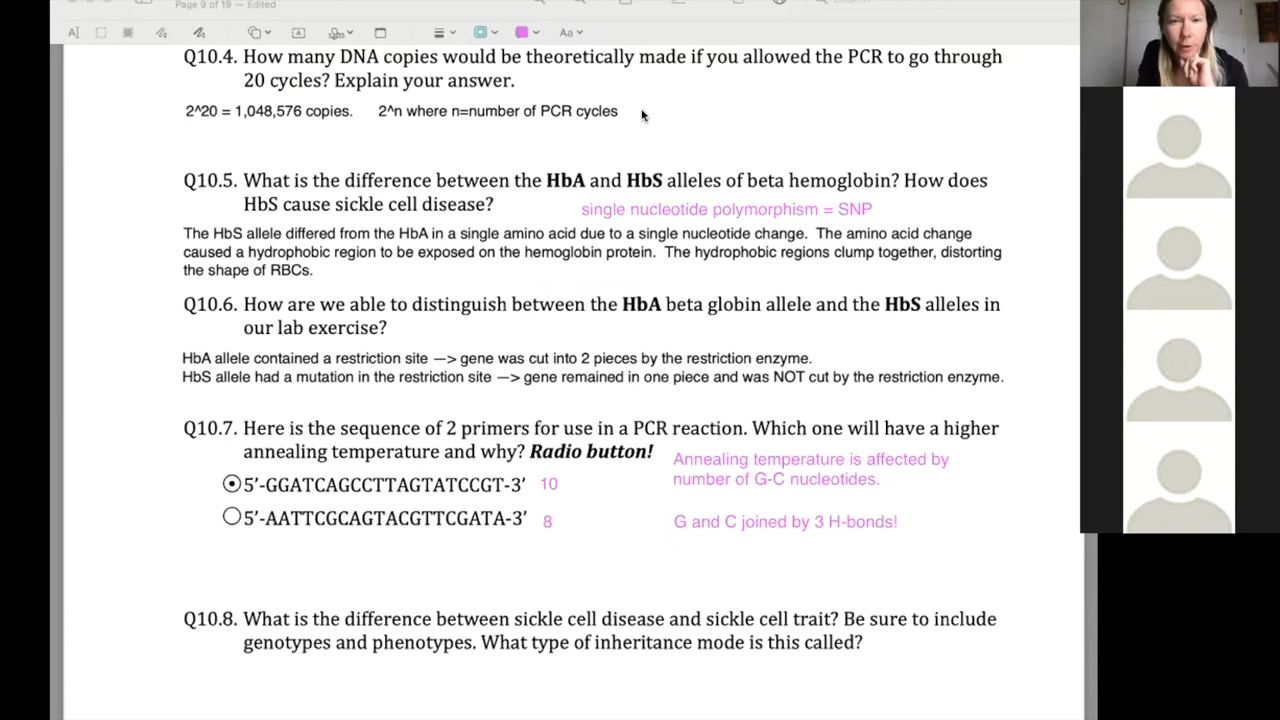 Page 9 of 19 — Edited
Q10.4. How many DNA copies would be theoretically made if you allowed the PCR to go through
20 cycles? Explain your answer.
2^20 = 1,048,576 copies. 2^n where n=number of PCR cycles
Q10.5. What is the difference between the HbA and HbS alleles of beta hemoglobin? How does
HbS cause sickle cell disease?
single nucleotide polymorphism = SNP
The HbS allele differed from the HbA in a single amino acid due to a single nucleotide change. The amino acid change
caused a hydrophobic region to be exposed on the hemoglobin protein. The hydrophobic regions clump together, distorting
the shape of RBCs.
Q10.6. How are we able to distinguish between the HbA beta globin allele and the HbS alleles in
our lab exercise?
HbA allele contained a restriction site —> gene was cut into 2 pieces by the restriction enzyme.
HbS allele had a mutation in the restriction site —> gene remained in one piece and was NOT cut by the restriction enzyme.
Q10.7. Here is the sequence of 2 primers for use in a PCR reaction. Which one will have a higher
annealing temperature and why? Radio button!
Annealing temperature is affected by
number of G-C nucleotides.
5’-GGATCAGCCTTAGTATCCGT-3’ 10
5’-AATTCGCAGTACGTTCGATA-3’ 8
G and C joined by 3 H-bonds!
Q10.8. What is the difference between sickle cell disease and sickle cell trait? Be sure to include
genotypes and phenotypes. What type of inheritance mode is this called?